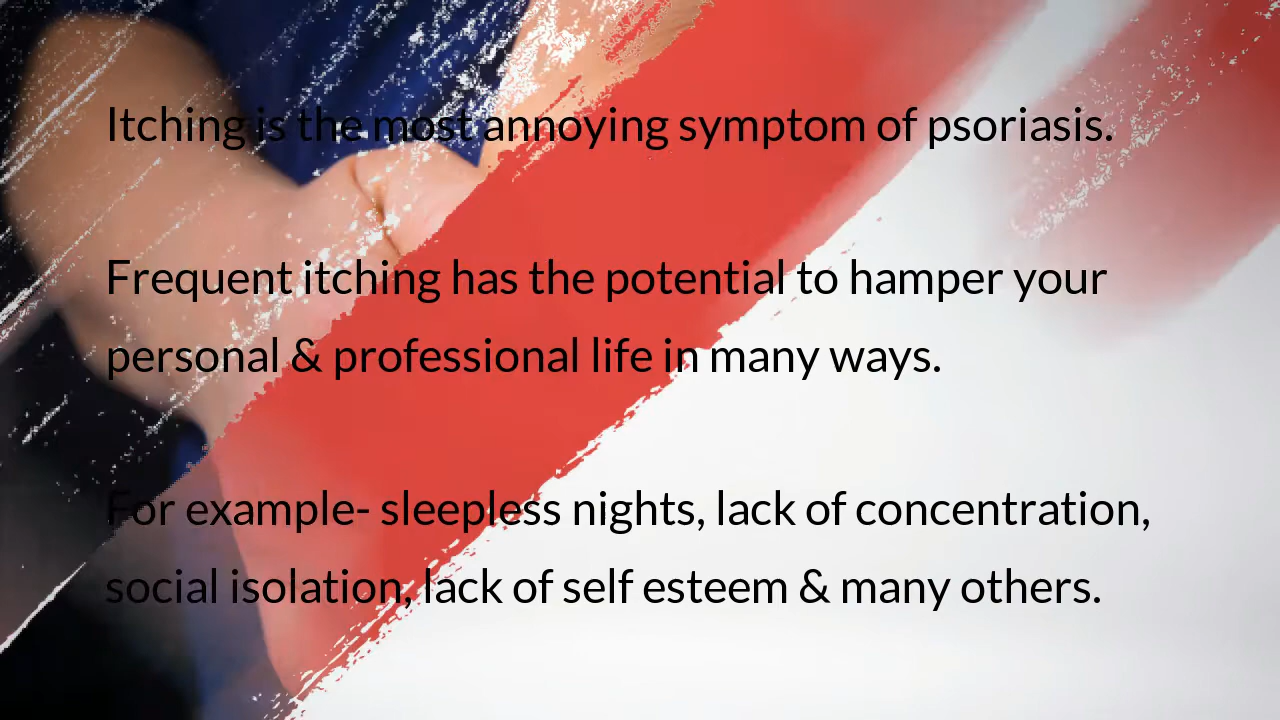 Itching is the most annoying symptom of psoriasis.
Frequent itching has the potential to hamper your
personal & professional life in many ways.
For example- sleepless nights, lack of concentration,
social isolation, lack of self esteem & many others.